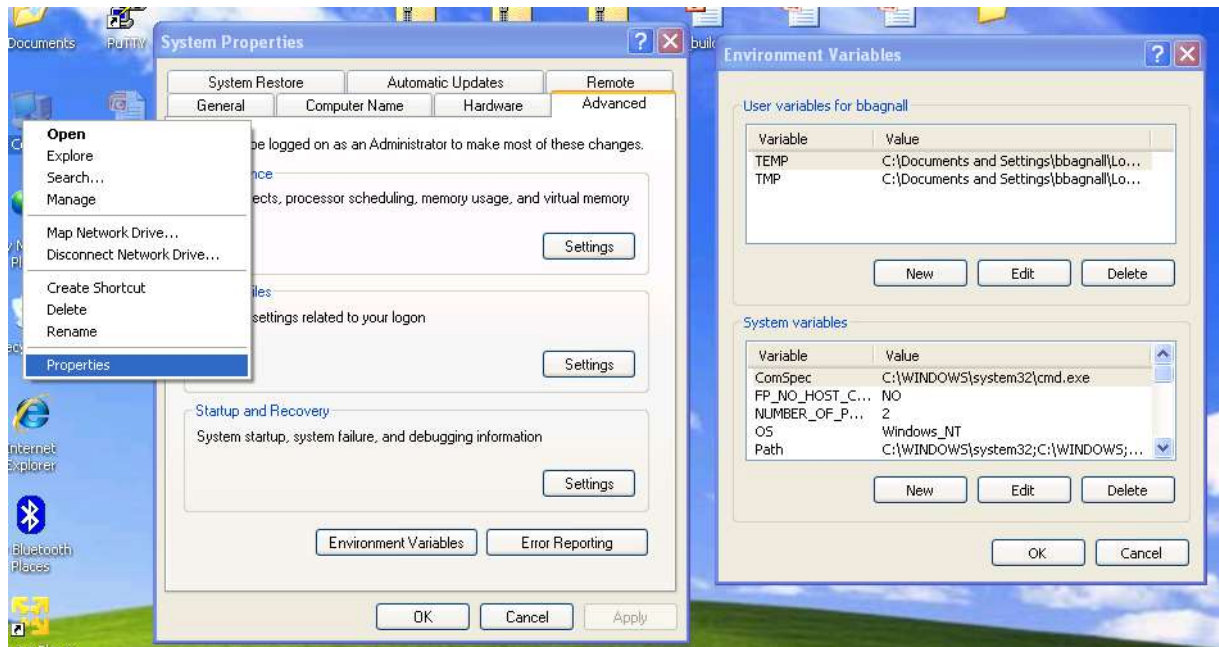 Documents
PuTTY
build
System Properties
System Restore
Automatic Updates
Remote
General
Computer Name
Hardware
Advanced
be logged on as an Administrator to make most of these changes.
processor scheduling, memory usage, and virtual memory
Settings
settings related to your logon
Settings
Startup and Recovery
System startup, system failure, and debugging information
Settings
Environment Variables
Error Reporting
OK
Cancel
Apply
Open
Explore
Search...
Manage
Map Network Drive...
Disconnect Network Drive...
Create Shortcut
Delete
Rename
Properties
Internet
Explorer
Bluetooth
Places
Environment Variables
User variables for bbagnall
Variable
Value
TEMP
C:\Documents and Settings\bbagnall\Lo...
TMP
C:\Documents and Settings\bbagnall\Lo...
New
Edit
Delete
System variables
Variable
Value
ComSpec
C:\WINDOWS\system32\cmd.exe
FP_NO_HOST_C...
NO
NUMBER_OF_P...
2
OS
Windows_NT
Path
C:\WINDOWS\system32;C:\WINDOWS;...
New
Edit
Delete
OK
Cancel